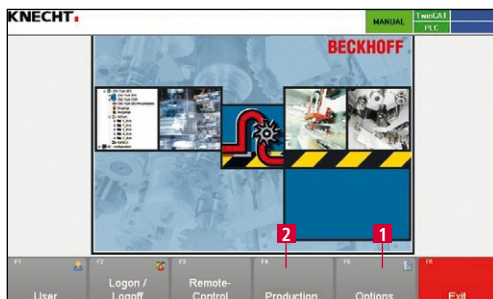 KNECHT
MANUAL
TwinCAT
PLC
BECKHOFF
2
1
F1
F2
F3
F4
F5
F6
User
Logon /
Logoff
Remote-
Control
Production
Options
Exit